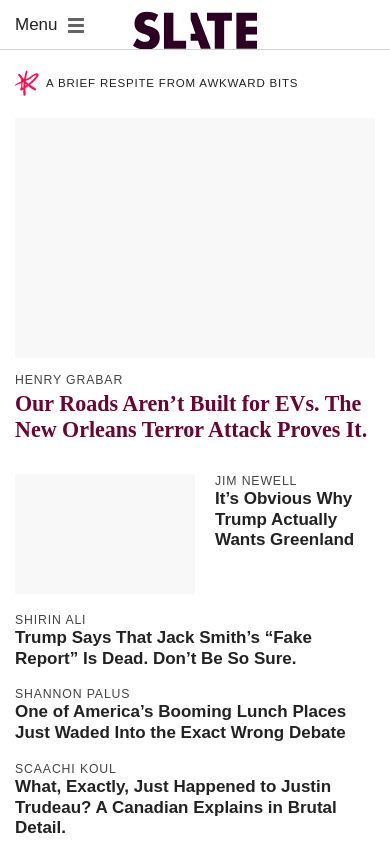 Menu
SLATE
A BRIEF RESPITE FROM AWKWARD BITS
HENRY GRABAR
Our Roads Aren’t Built for EVs. The
New Orleans Terror Attack Proves It.
JIM NEWELL
It’s Obvious Why
Trump Actually
Wants Greenland
SHIRIN ALI
Trump Says That Jack Smith’s “Fake
Report” Is Dead. Don’t Be So Sure.
SHANNON PALUS
One of America’s Booming Lunch Places
Just Waded Into the Exact Wrong Debate
SCAACHI KOUL
What, Exactly, Just Happened to Justin
Trudeau? A Canadian Explains in Brutal
Detail.